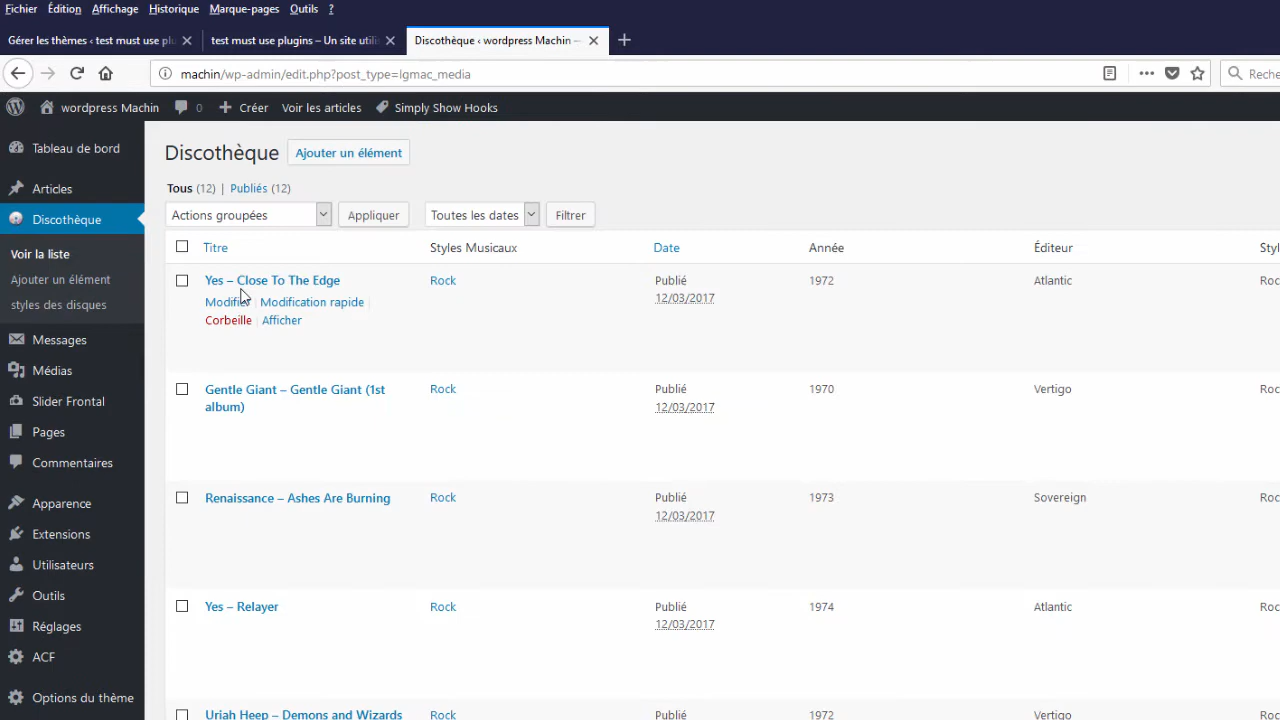 Fichier Édition Affichage Historique Marque-pages Outils ?
Gérer les thèmes ‹ test must use plu test must use plugins – Un site utili Discothèque ‹ wordpress Machin —
machin/wp-admin/edit.php?post_type=lgmac_media
wordpress Machin 0 Créer Voir les articles Simply Show Hooks
Tableau de bord
Articles
Discothèque
Voir la liste
Ajouter un élément
styles des disques
Messages
Médias
Slider Frontal
Pages
Commentaires
Apparence
Extensions
Utilisateurs
Outils
Réglages
ACF
Options du thème
Discothèque Ajouter un élément
Tous (12) | Publiés (12)
Actions groupées Appliquer Toutes les dates Filtrer
Titre Styles Musicaux Date Année Éditeur
Yes – Close To The Edge Rock Publié 1972 Atlantic
12/03/2017
Modifier | Modification rapide |
Corbeille | Afficher
Gentle Giant – Gentle Giant (1st Rock Publié 1970 Vertigo
album) 12/03/2017
Renaissance – Ashes Are Burning Rock Publié 1973 Sovereign
12/03/2017
Yes – Relayer Rock Publié 1974 Atlantic
12/03/2017
Uriah Heep – Demons and Wizards Rock Publié 1972 Vertigo